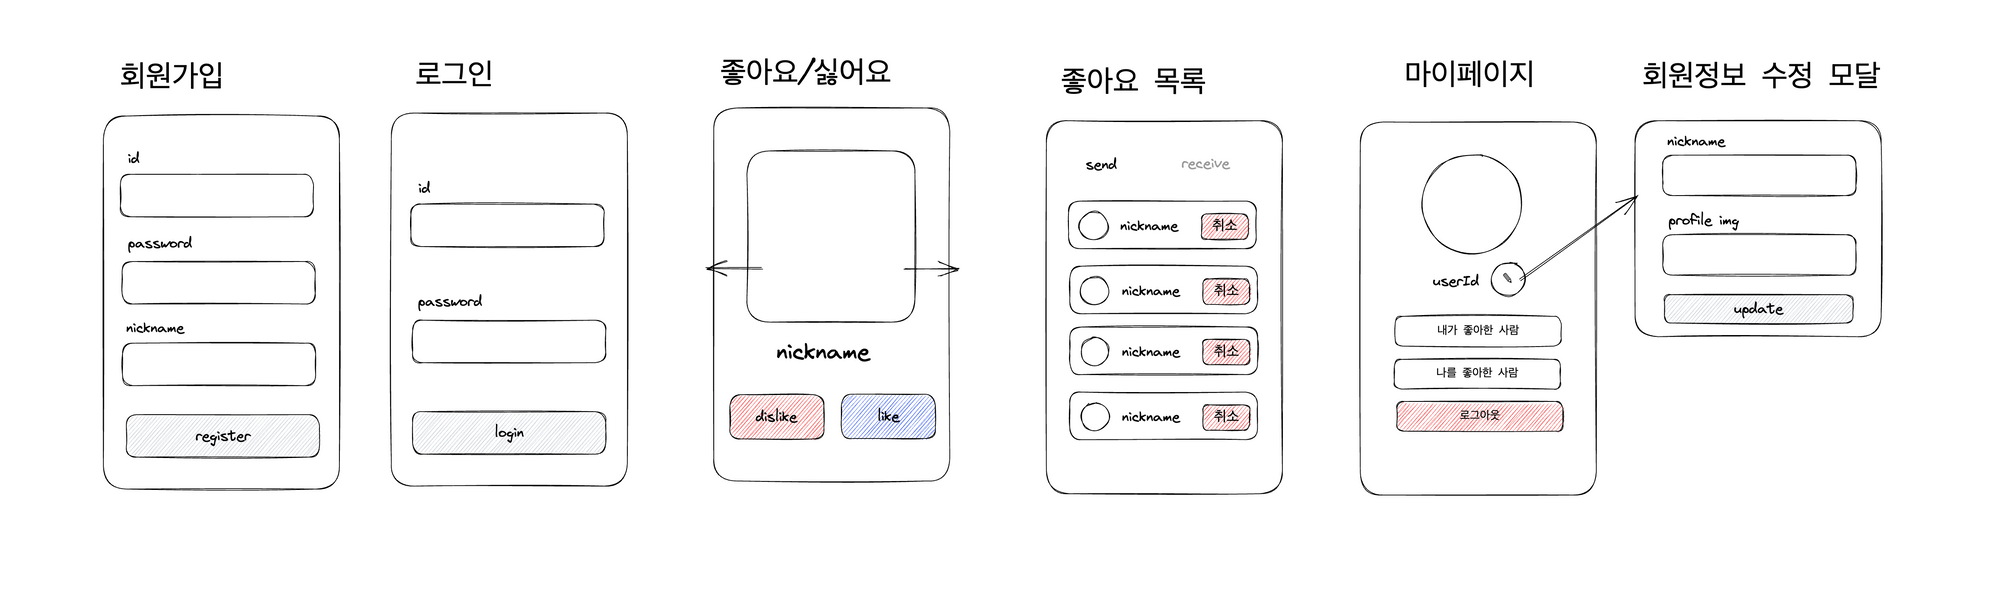 회원가입
id
password
nickname
register
로그인
id
password
login
좋아요/싫어요
nickname
dislike
like
좋아요 목록
send
receive
nickname
취소
nickname
취소
nickname
취소
nickname
취소
마이페이지
userId
내가 좋아한 사람
나를 좋아한 사람
로그아웃
회원정보 수정 모달
nickname
profile img
update